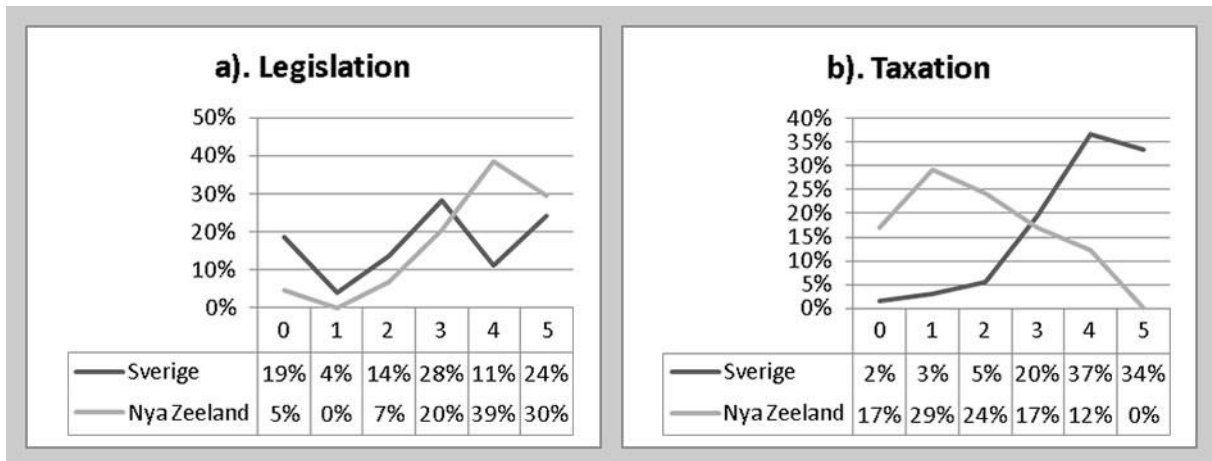 a). Legislation
50%
40%
30%
20%
10%
0%
0 1 2 3 4 5
Sverige 19% 4% 14% 28% 11% 24%
Nya Zeeland 5% 0% 7% 20% 39% 30%
b). Taxation
40%
35%
30%
25%
20%
15%
10%
5%
0%
0 1 2 3 4 5
Sverige 2% 3% 5% 20% 37% 34%
Nya Zeeland 17% 29% 24% 17% 12% 0%